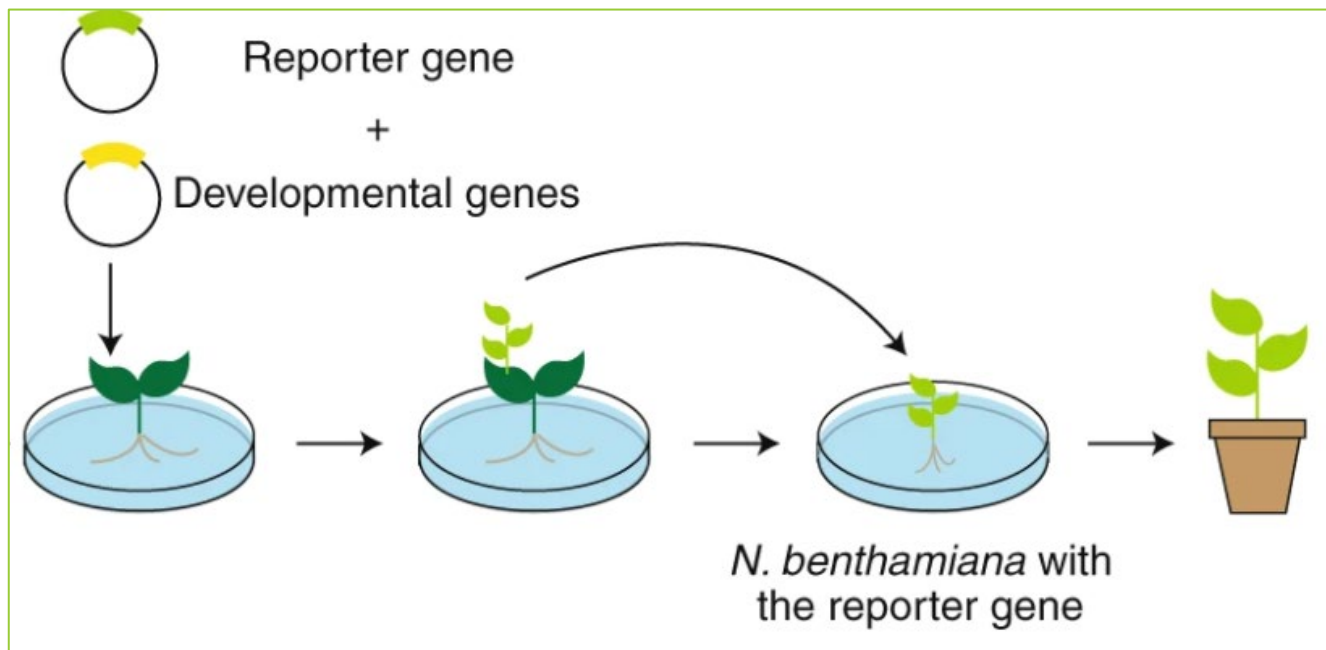 Reporter gene
+
Developmental genes
N. benthamiana with
the reporter gene